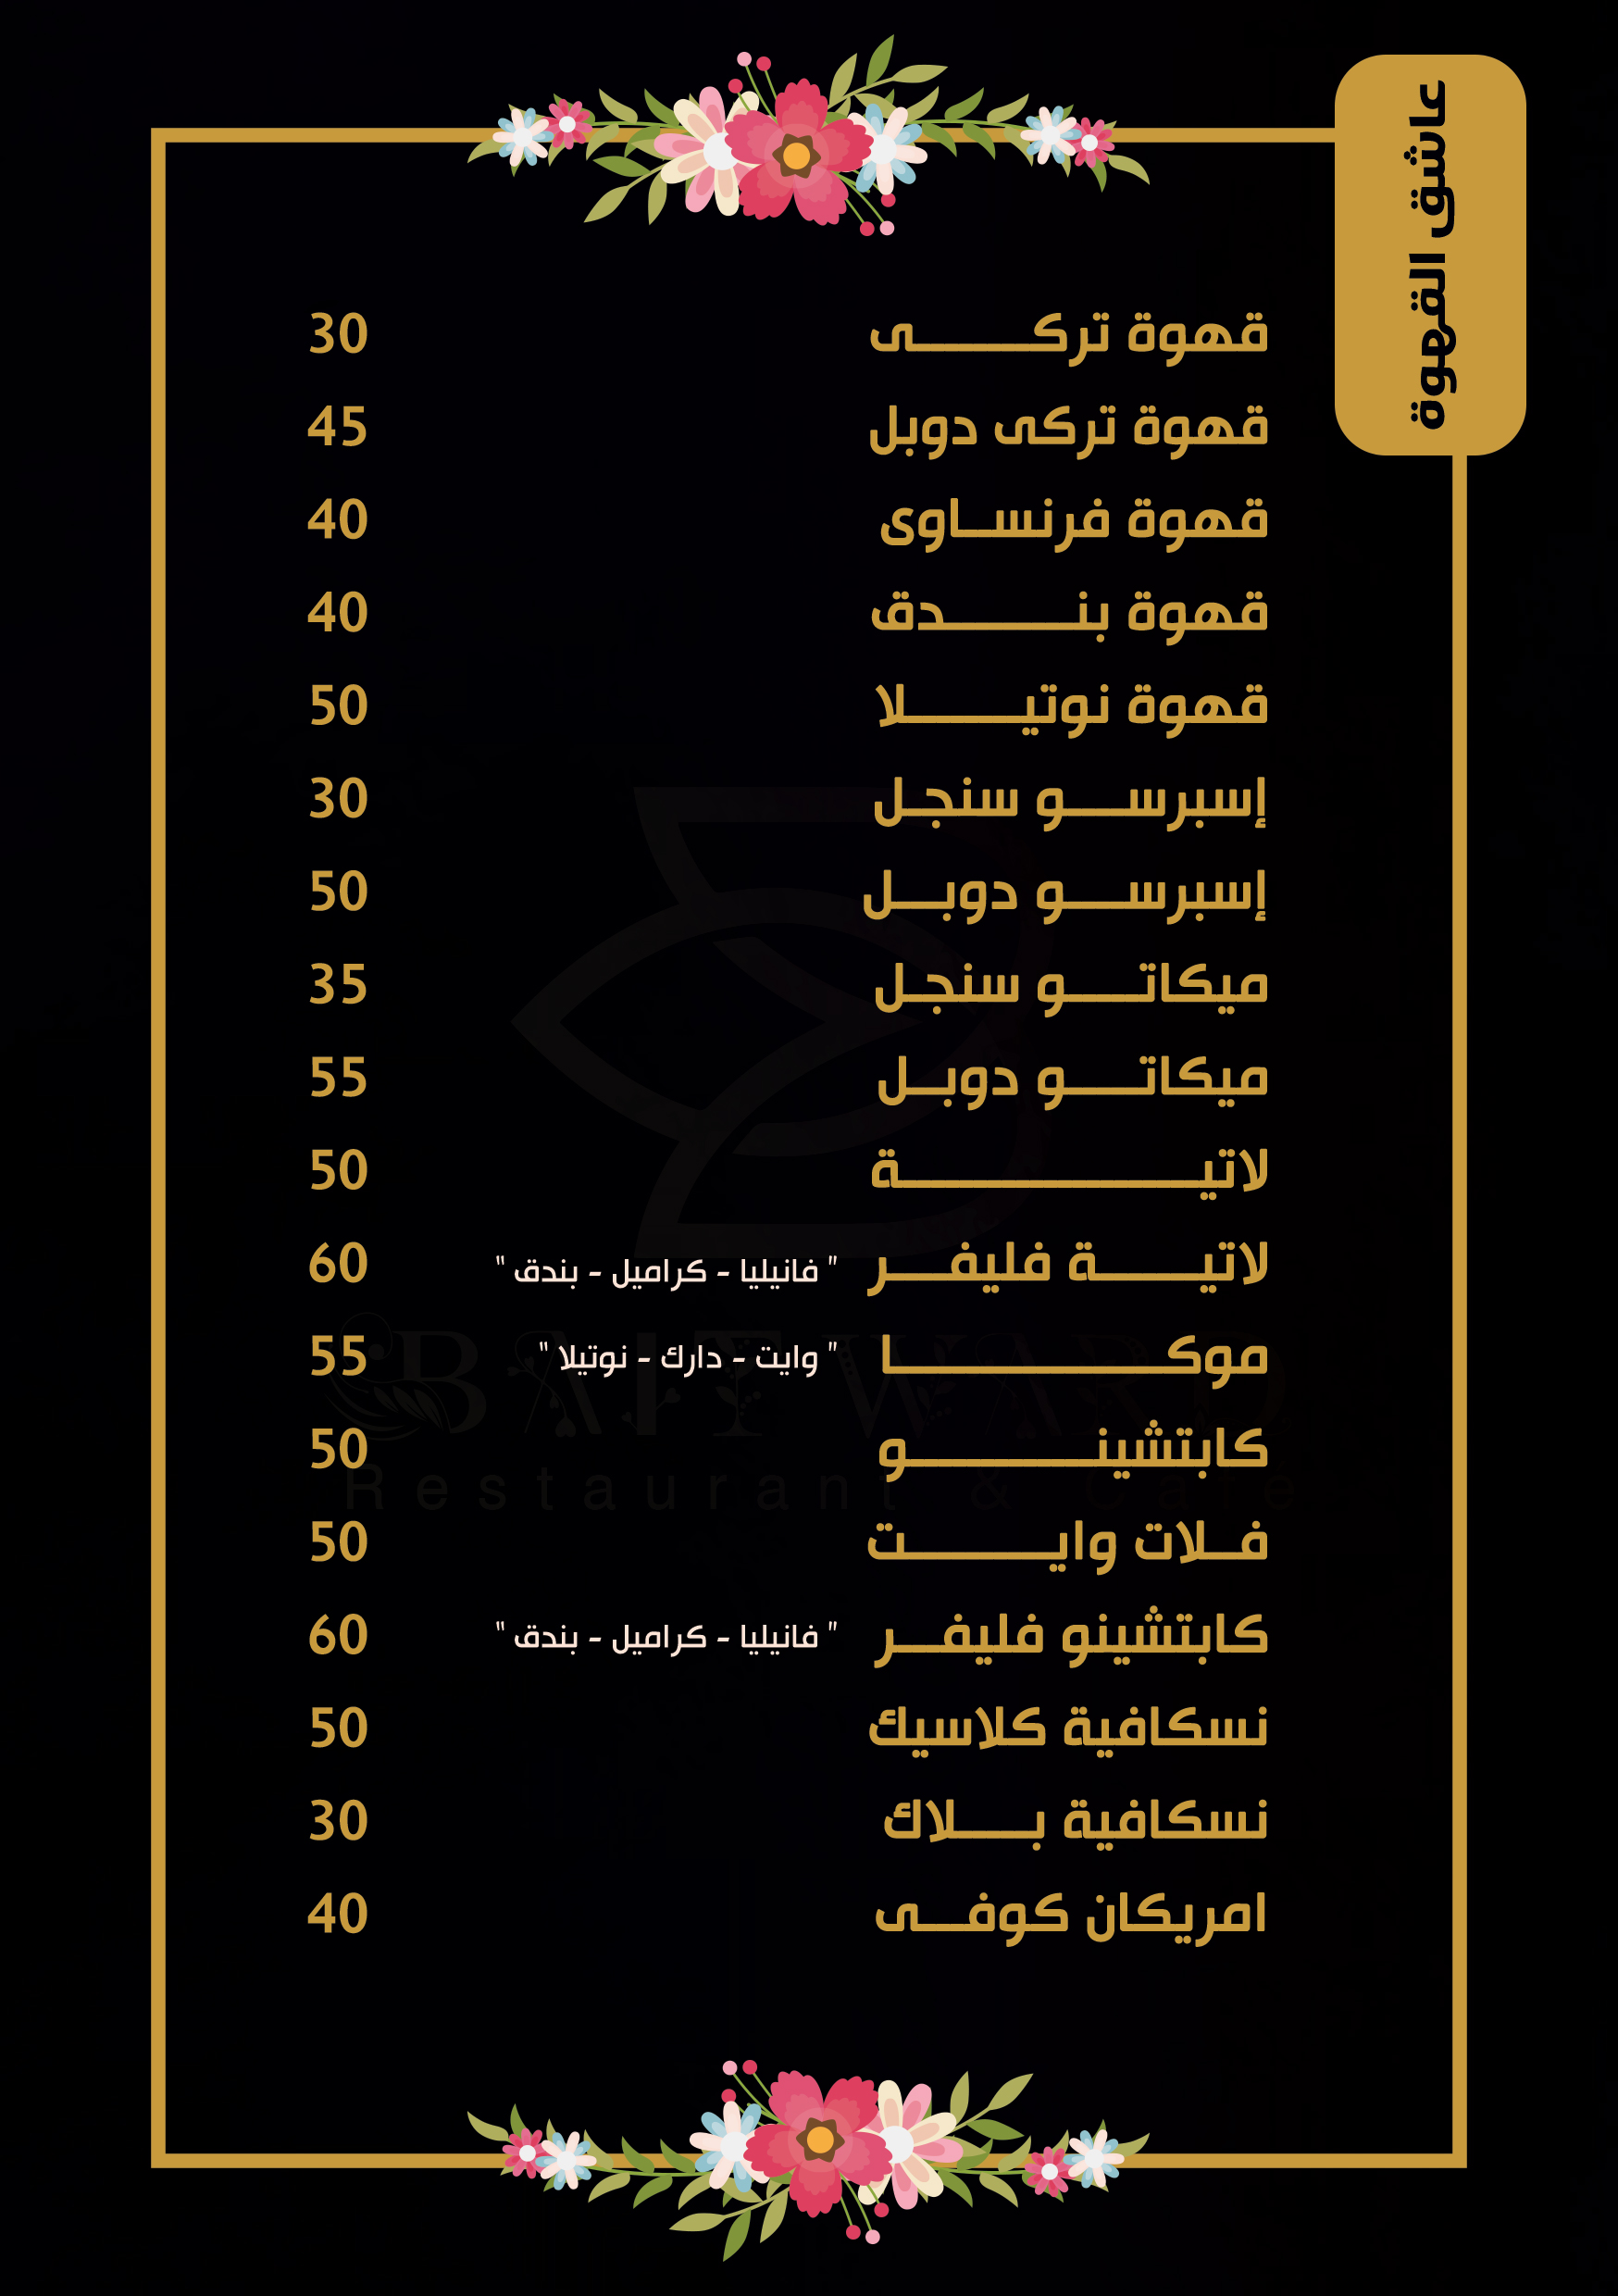 عاشق القهوة
قهوة تركى 30
قهوة تركى دوبل 45
قهوة فرنساوى 40
قهوة بندق 40
قهوة نوتيلا 50
إسبرسو سنجل 30
إسبرسو دوبل 50
ميكاتو سنجل 35
ميكاتو دوبل 55
لاتية 50
لاتية فليفر " فانيليا - كراميل - بندق " 60
موكا " وايت - دارك - نوتيلا " 55
BAIT WARD
كابتشينو 50
Restaurant & Cafe
فلات وايت 50
كابتشينو فليفر " فانيليا - كراميل - بندق " 60
نسكافية كلاسيك 50
نسكافية بلاك 30
امريكان كوفى 40